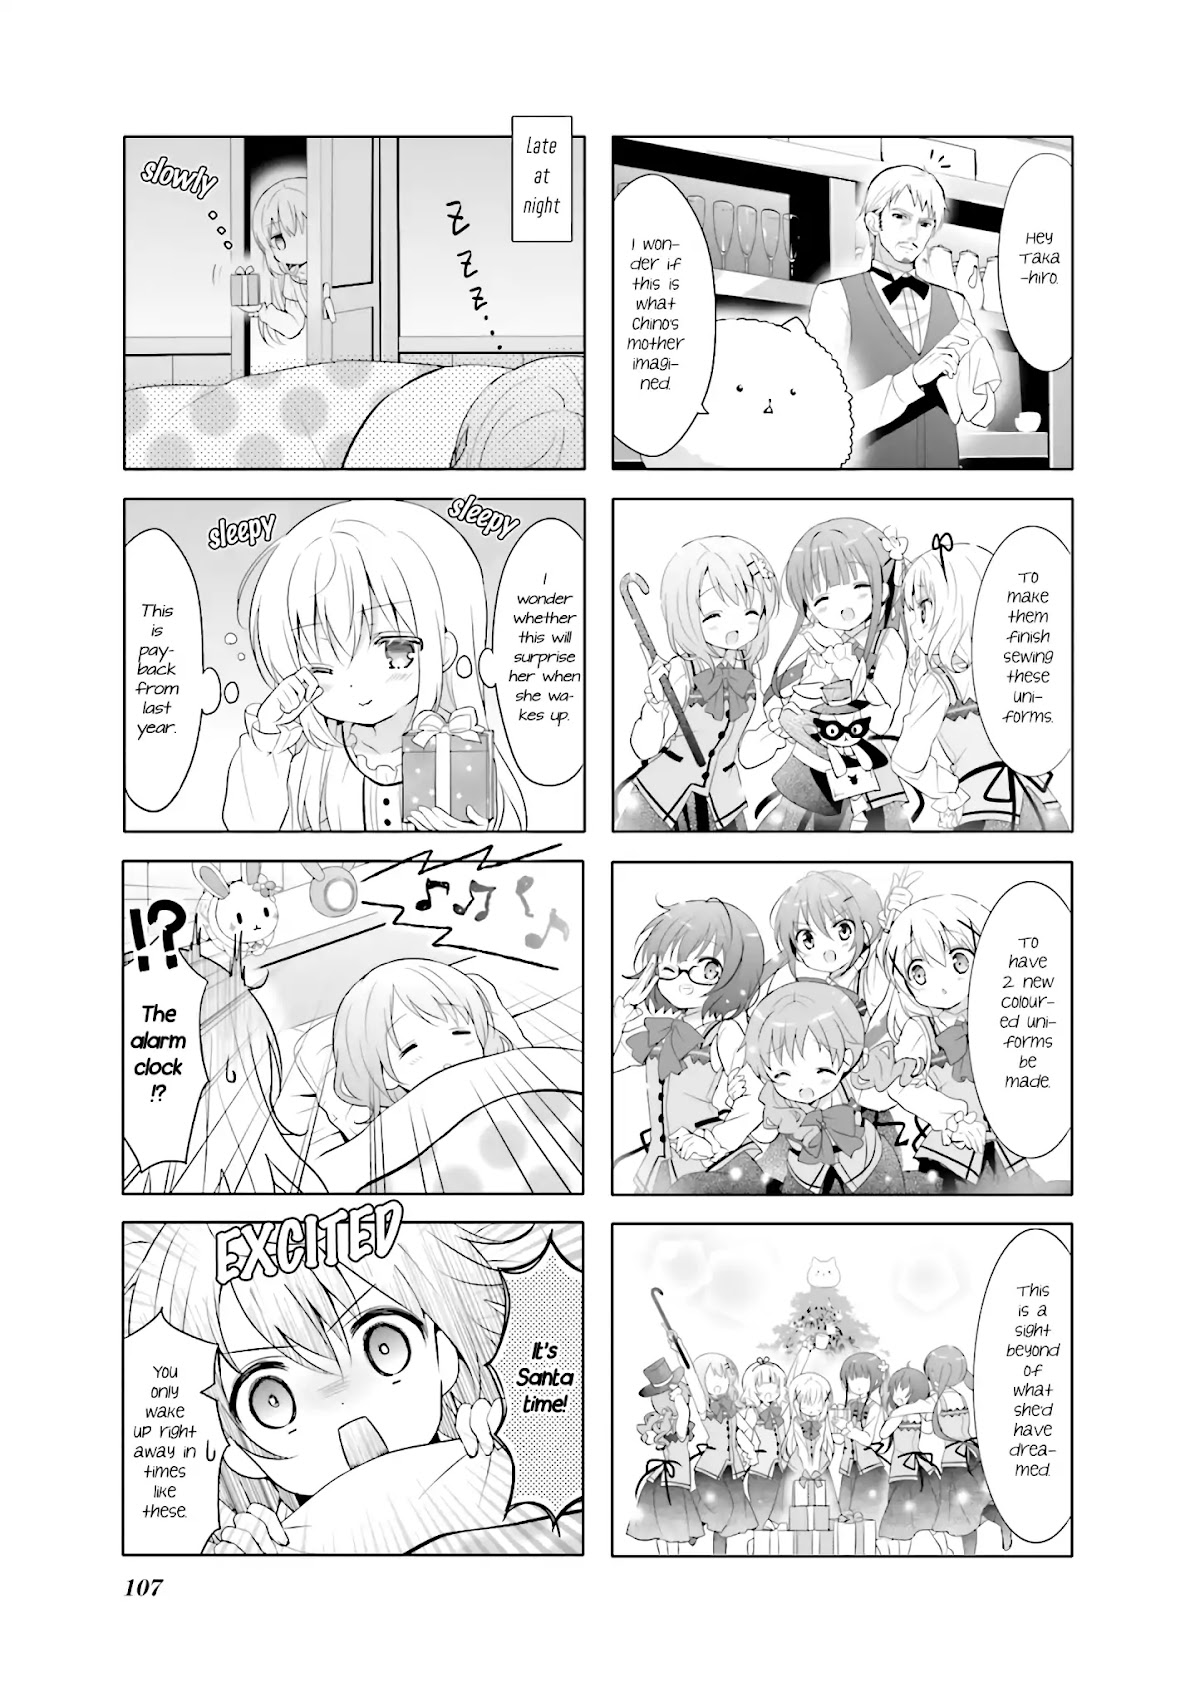 Hey
Taka
-hiro.
I won-
der if
this is
what
Chino's
mother
imagi-
ned.
To
make
them
finish
sewing
these
uni-
forms.
To
have
2 new
colour-
ed uni-
forms
be
made.
This
is a
sight
beyond
of
what
she'd
have
drea-
med.
Late
at
night
slowly
Z
Z
Z...
sleepy
sleepy
I
wonder
whether
this will
surprise
her when
she wa-
kes up.
This
is
pay-
back
from
last
year.
!?
The
alarm
clock
!?
EXCITED
It's
Santa
time!
You
only
wake
up right
away in
times
like
these.
107